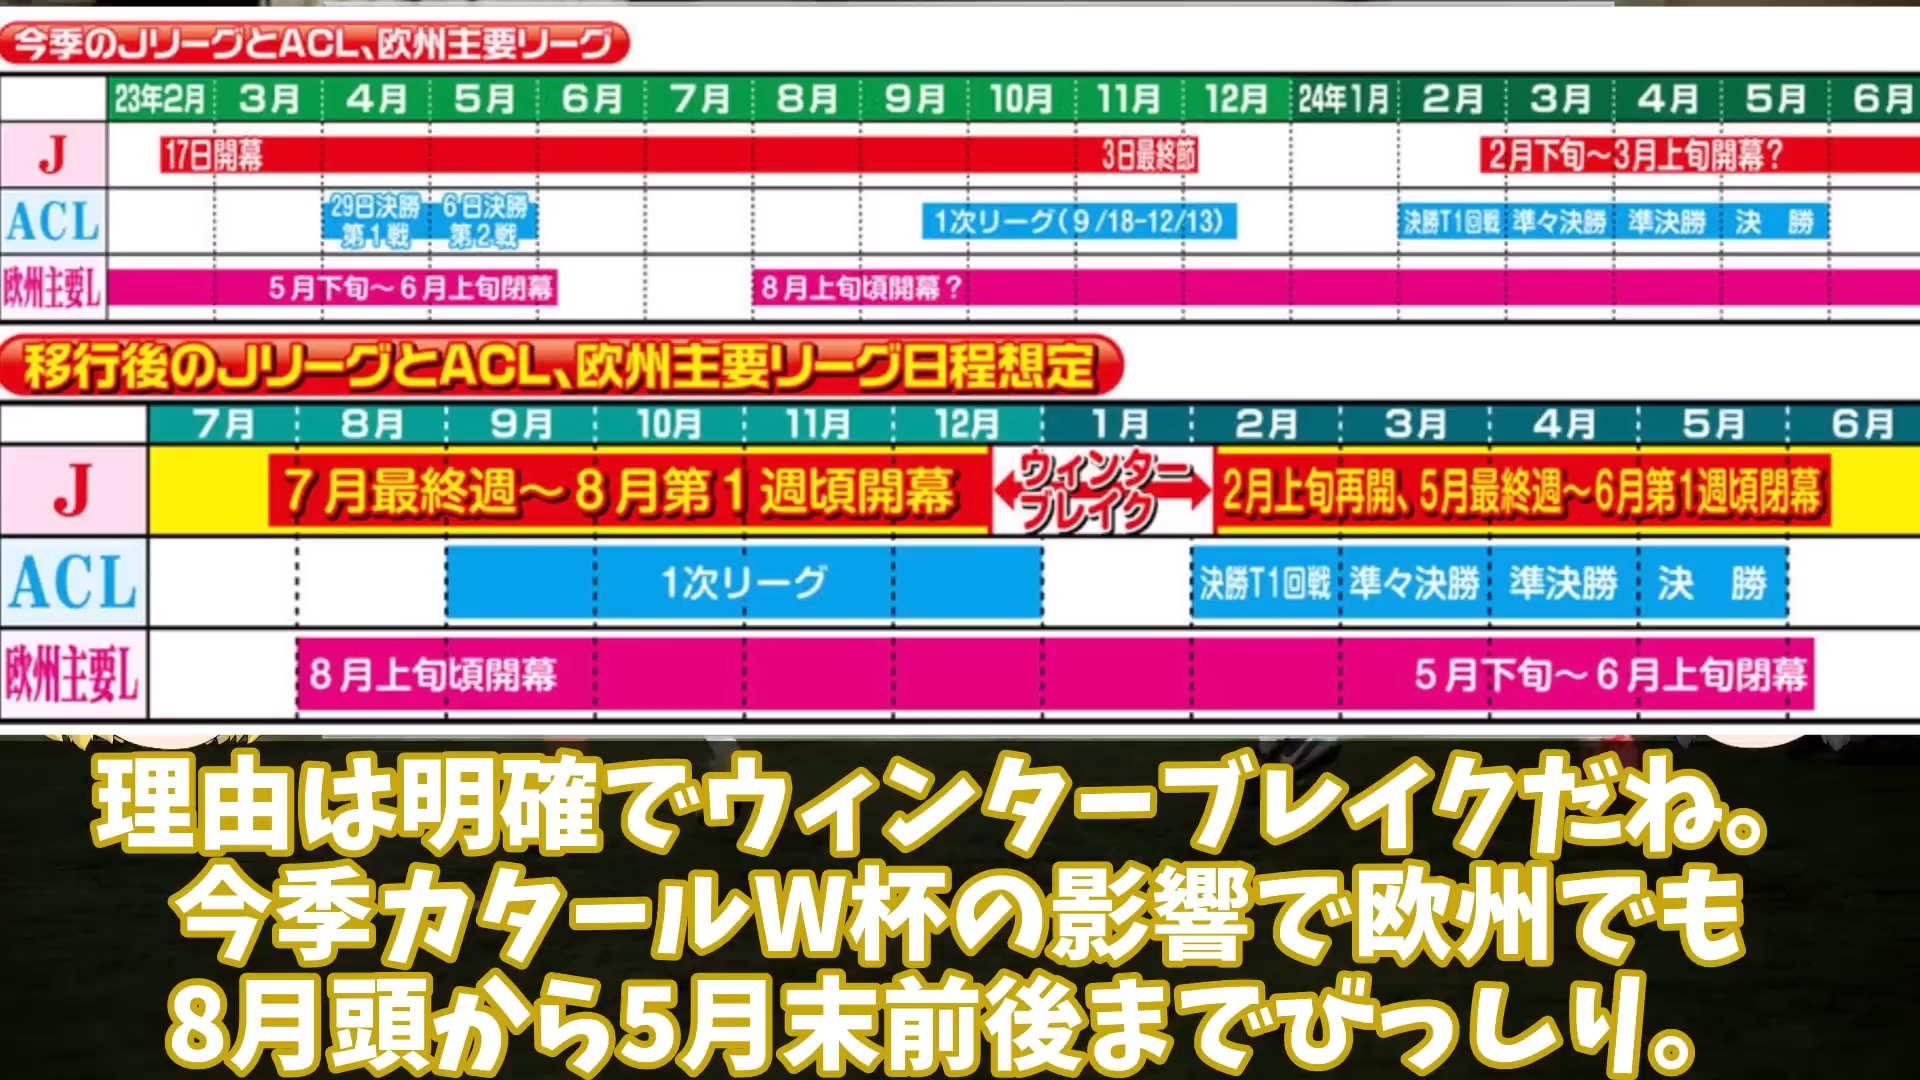 今季のJリーグとACL、欧州主要リーグ
23年2月 3月 4月 5月 6月 7月 8月 9月 10月 11月 12月 24年1月 2月 3月 4月 5月 6月
J 17日開幕 3日最終節 2月下旬〜3月上旬開幕?
ACL 29日決勝第1戦 6日決勝第2戦 1次リーグ(9/18-12/13) 決勝T1回戦 準々決勝 準決勝 決 勝
欧州主要L 5月下旬〜6月上旬閉幕 8月上旬頃開幕?
移行後のJリーグとACL、欧州主要リーグ日程想定
7月 8月 9月 10月 11月 12月 1月 2月 3月 4月 5月 6月
J 7月最終週〜8月第1週頃開幕 ウィンターブレイク 2月上旬再開、5月最終週〜6月第1週頃閉幕
ACL 1次リーグ 決勝T1回戦 準々決勝 準決勝 決 勝
欧州主要L 8月上旬頃開幕 5月下旬〜6月上旬閉幕
理由は明確でウィンターブレイクだね。
今季カタールW杯の影響で欧州でも
8月頭から5月末前後までびっしり。